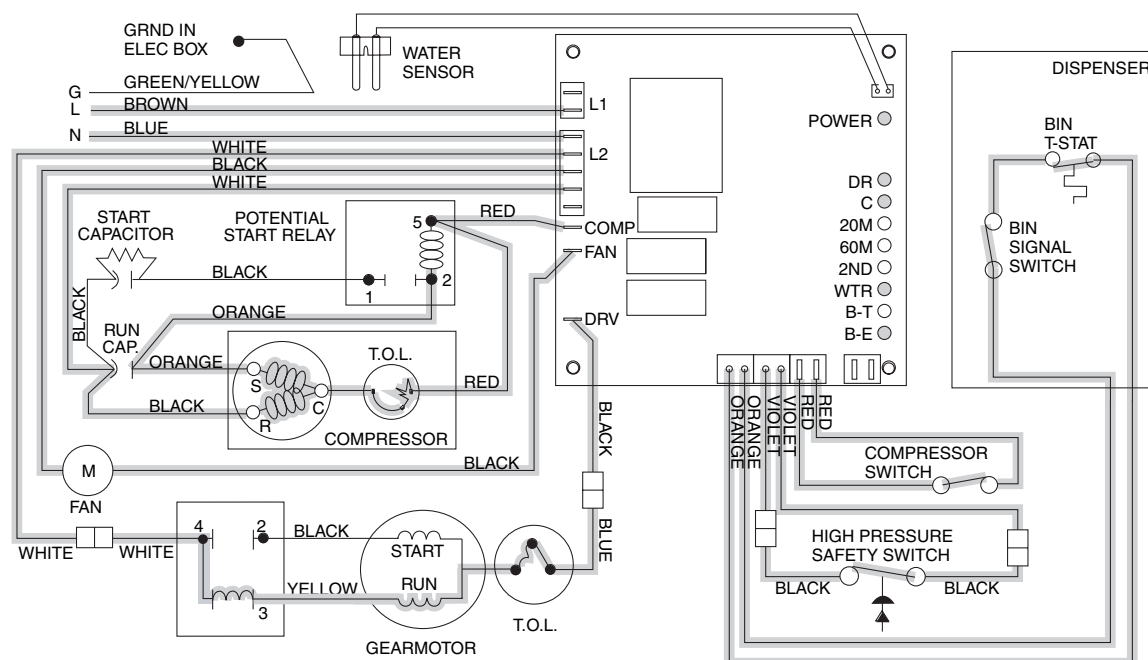 GRND IN
ELEC BOX
WATER
SENSOR
DISPENSER
G
GREEN/YELLOW
L
BROWN
L1
N
BLUE
WHITE
L2
BLACK
WHITE
POWER
BIN
T-STAT
START
CAPACITOR
POTENTIAL
START RELAY
5
RED
COMP
FAN
DR
C
20M
60M
2ND
WTR
B-T
B-E
BIN
SIGNAL
SWITCH
BLACK
1
2
BLACK
ORANGE
DRV
RUN
CAP.
ORANGE
T.O.L.
RED
S
C
R
BLACK
COMPRESSOR
BLACK
ORANGE
ORANGE
VIOLET
VIOLET
RED
RED
COMPRESSOR
SWITCH
M
FAN
BLACK
4
2
BLACK
START
WHITE
WHITE
YELLOW
RUN
3
GEARMOTOR
T.O.L.
BLUE
HIGH PRESSURE
SAFETY SWITCH
BLACK
BLACK